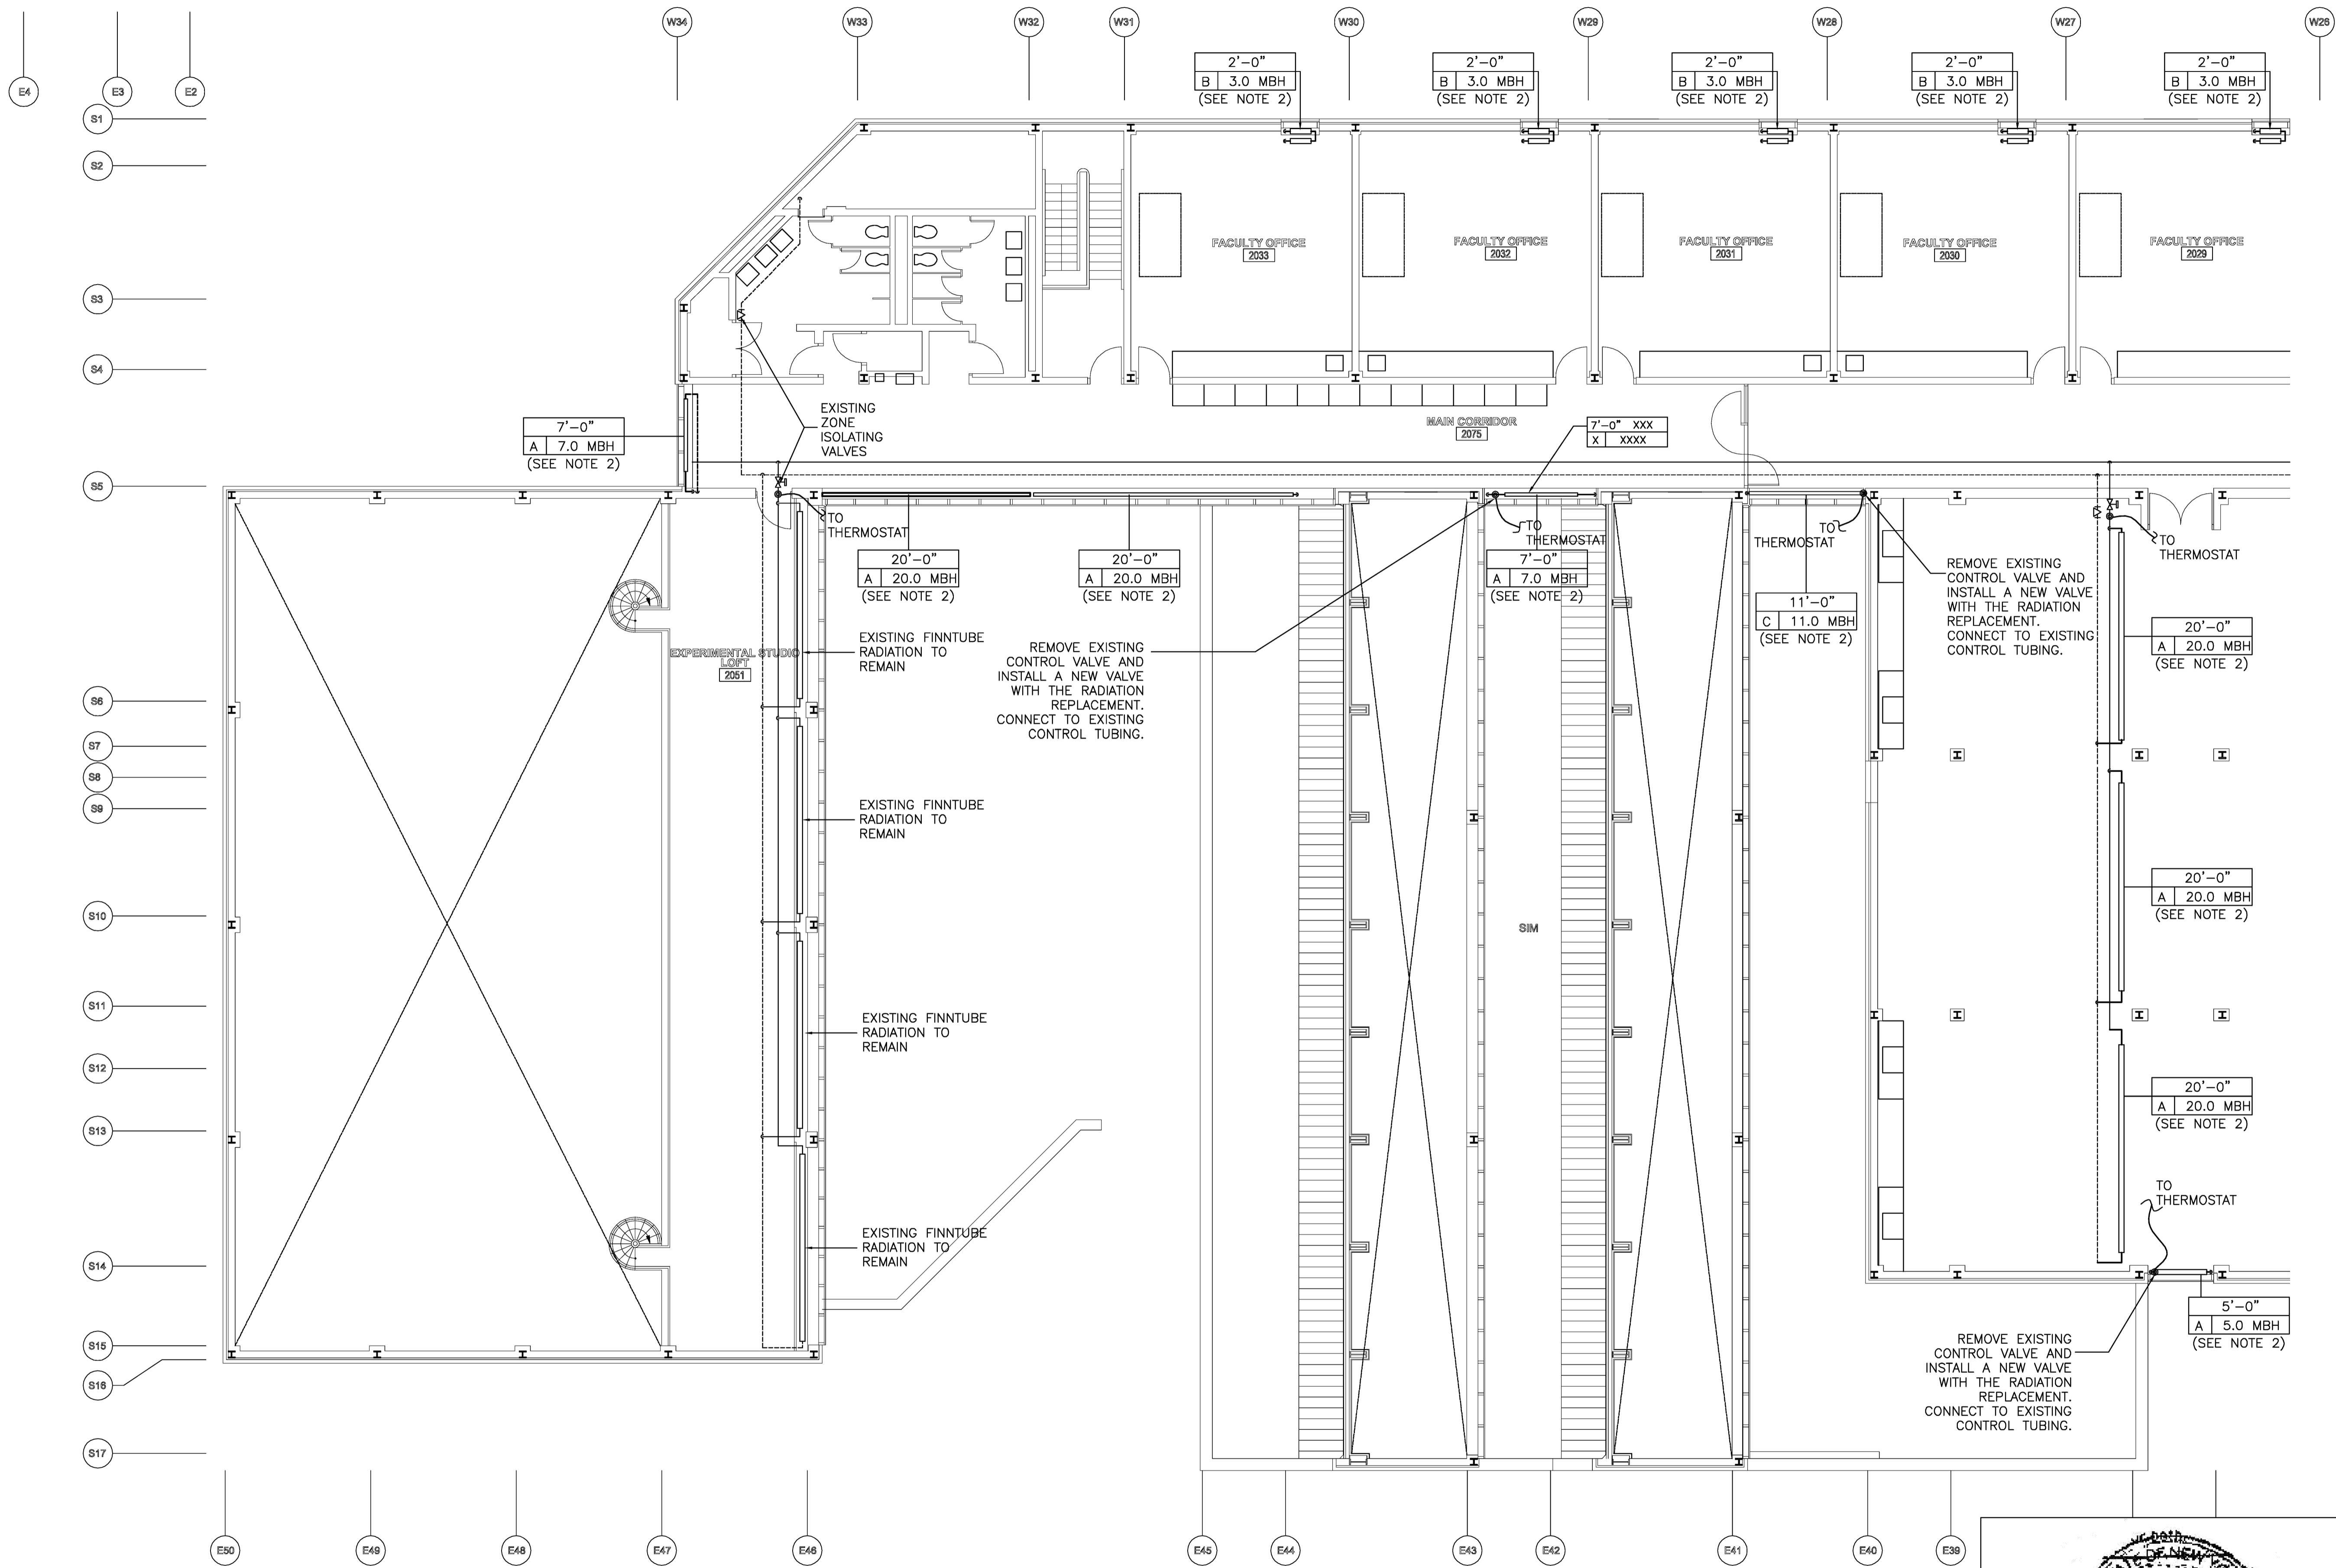 W34
W33
W32
W31
W30
W29
W28
W27
W26
E4
E3
E2
S1
S2
S3
S4
S5
S6
S7
S8
S9
S10
S11
S12
S13
S14
S15
S16
S17
2'-0"
B 3.0 MBH
(SEE NOTE 2)
2'-0"
B 3.0 MBH
(SEE NOTE 2)
2'-0"
B 3.0 MBH
(SEE NOTE 2)
2'-0"
B 3.0 MBH
(SEE NOTE 2)
2'-0"
B 3.0 MBH
(SEE NOTE 2)
FACULTY OFFICE
2033
FACULTY OFFICE
2032
FACULTY OFFICE
2031
FACULTY OFFICE
2030
FACULTY OFFICE
2029
7'-0"
A 7.0 MBH
(SEE NOTE 2)
EXISTING
ZONE
ISOLATING
VALVES
MAIN CORRIDOR
2075
7'-0" XXX
X XXXX
TO
THERMOSTAT
20'-0"
A 20.0 MBH
(SEE NOTE 2)
20'-0"
A 20.0 MBH
(SEE NOTE 2)
TO
THERMOSTAT
7'-0"
A 7.0 MBH
(SEE NOTE 2)
TO
THERMOSTAT
11'-0"
C 11.0 MBH
(SEE NOTE 2)
REMOVE EXISTING
CONTROL VALVE AND
INSTALL A NEW VALVE
WITH THE RADIATION
REPLACEMENT.
CONNECT TO EXISTING
CONTROL TUBING.
TO
THERMOSTAT
20'-0"
A 20.0 MBH
(SEE NOTE 2)
EXPERIMENTAL STUDIO
LOFT
2051
EXISTING FINNTUBE
RADIATION TO
REMAIN
REMOVE EXISTING
CONTROL VALVE AND
INSTALL A NEW VALVE
WITH THE RADIATION
REPLACEMENT.
CONNECT TO EXISTING
CONTROL TUBING.
EXISTING FINNTUBE
RADIATION TO
REMAIN
SIM
20'-0"
A 20.0 MBH
(SEE NOTE 2)
EXISTING FINNTUBE
RADIATION TO
REMAIN
20'-0"
A 20.0 MBH
(SEE NOTE 2)
EXISTING FINNTUBE
RADIATION TO
REMAIN
TO
THERMOSTAT
5'-0"
A 5.0 MBH
(SEE NOTE 2)
REMOVE EXISTING
CONTROL VALVE AND
INSTALL A NEW VALVE
WITH THE RADIATION
REPLACEMENT.
CONNECT TO EXISTING
CONTROL TUBING.
E50
E49
E48
E47
E46
E45
E44
E43
E42
E41
E40
E39
OF NEW